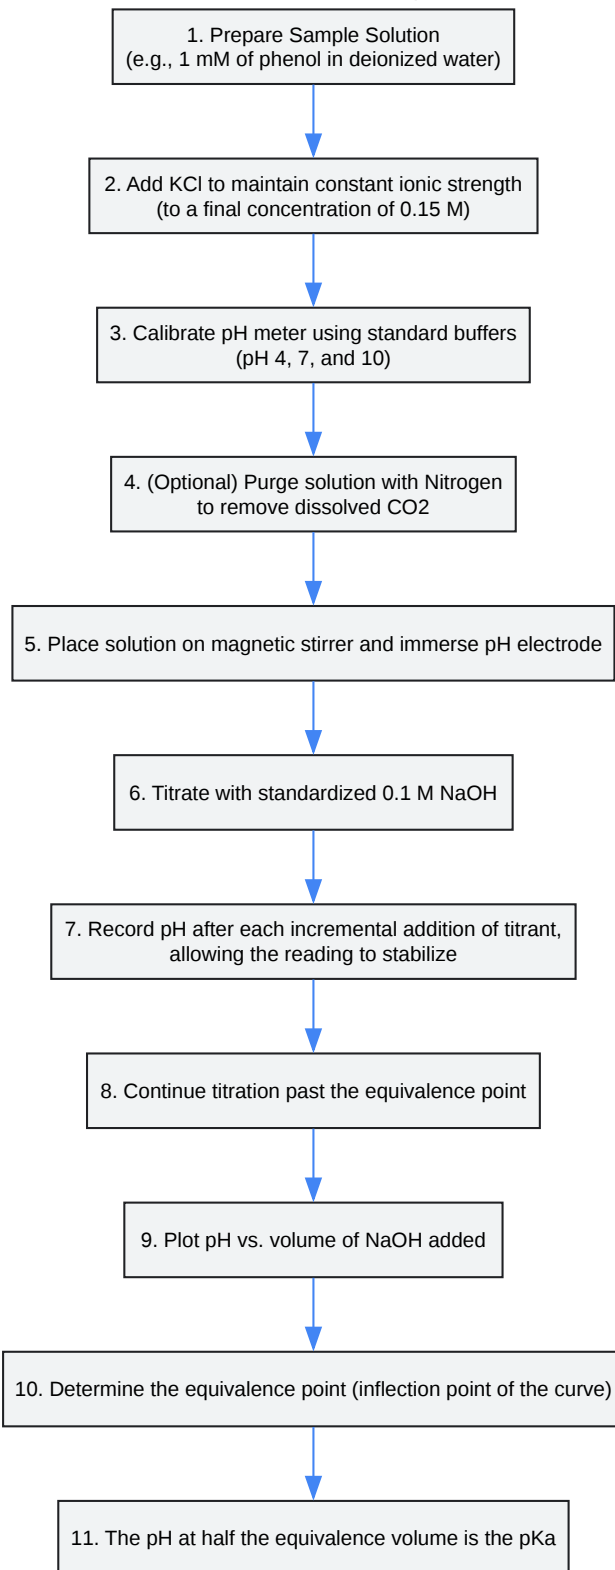 1. Prepare Sample Solution
(e.g., 1 mM of phenol in deionized water)
2. Add KCl to maintain constant ionic strength
(to a final concentration of 0.15 M)
3. Calibrate pH meter using standard buffers
(pH 4, 7, and 10)
4. (Optional) Purge solution with Nitrogen
to remove dissolved CO2
5. Place solution on magnetic stirrer and immerse pH electrode
6. Titrate with standardized 0.1 M NaOH
7. Record pH after each incremental addition of titrant,
allowing the reading to stabilize
8. Continue titration past the equivalence point
9. Plot pH vs. volume of NaOH added
10. Determine the equivalence point (inflection point of the curve)
11. The pH at half the equivalence volume is the pKa